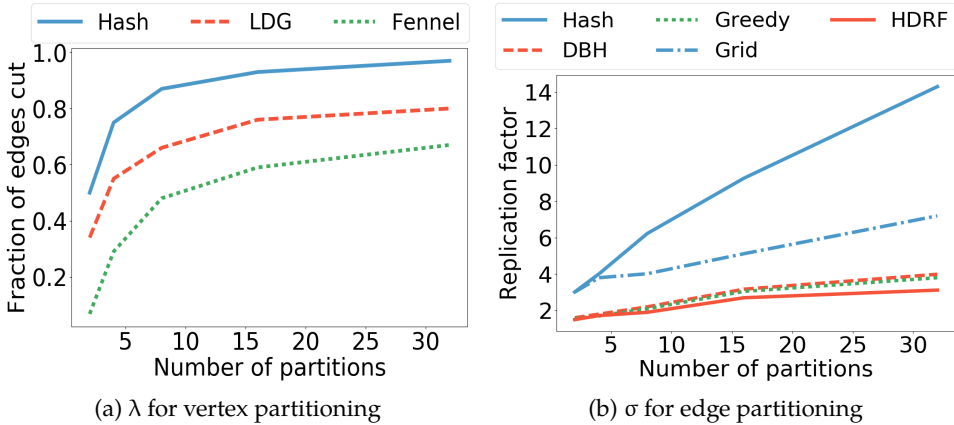 Hash LDG Fennel
Fraction of edges cut
1.0
0.8
0.6
0.4
0.2
5 10 15 20 25 30
Number of partitions
(a) λ for vertex partitioning
Hash Greedy HDRF
DBH Grid
Replication factor
14
12
10
8
6
4
2
5 10 15 20 25 30
Number of partitions
(b) σ for edge partitioning